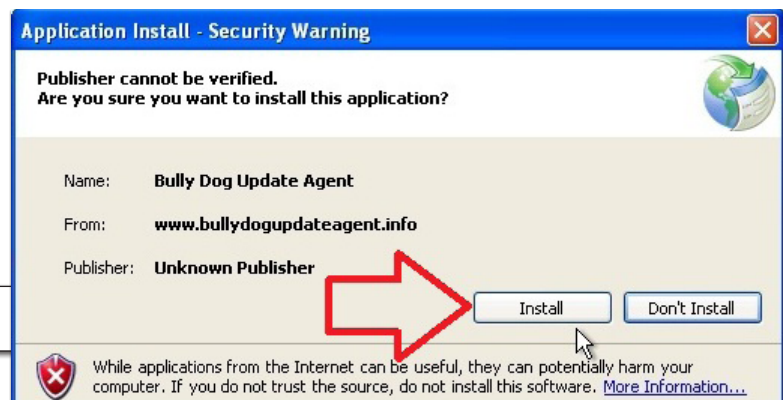 Application Install - Security Warning
Publisher cannot be verified.
Are you sure you want to install this application?
Name: Bully Dog Update Agent
From: www.bullydogupdateagent.info
Publisher: Unknown Publisher
Install Don't Install
While applications from the Internet can be useful, they can potentially harm your
computer. If you do not trust the source, do not install this software. More Information...